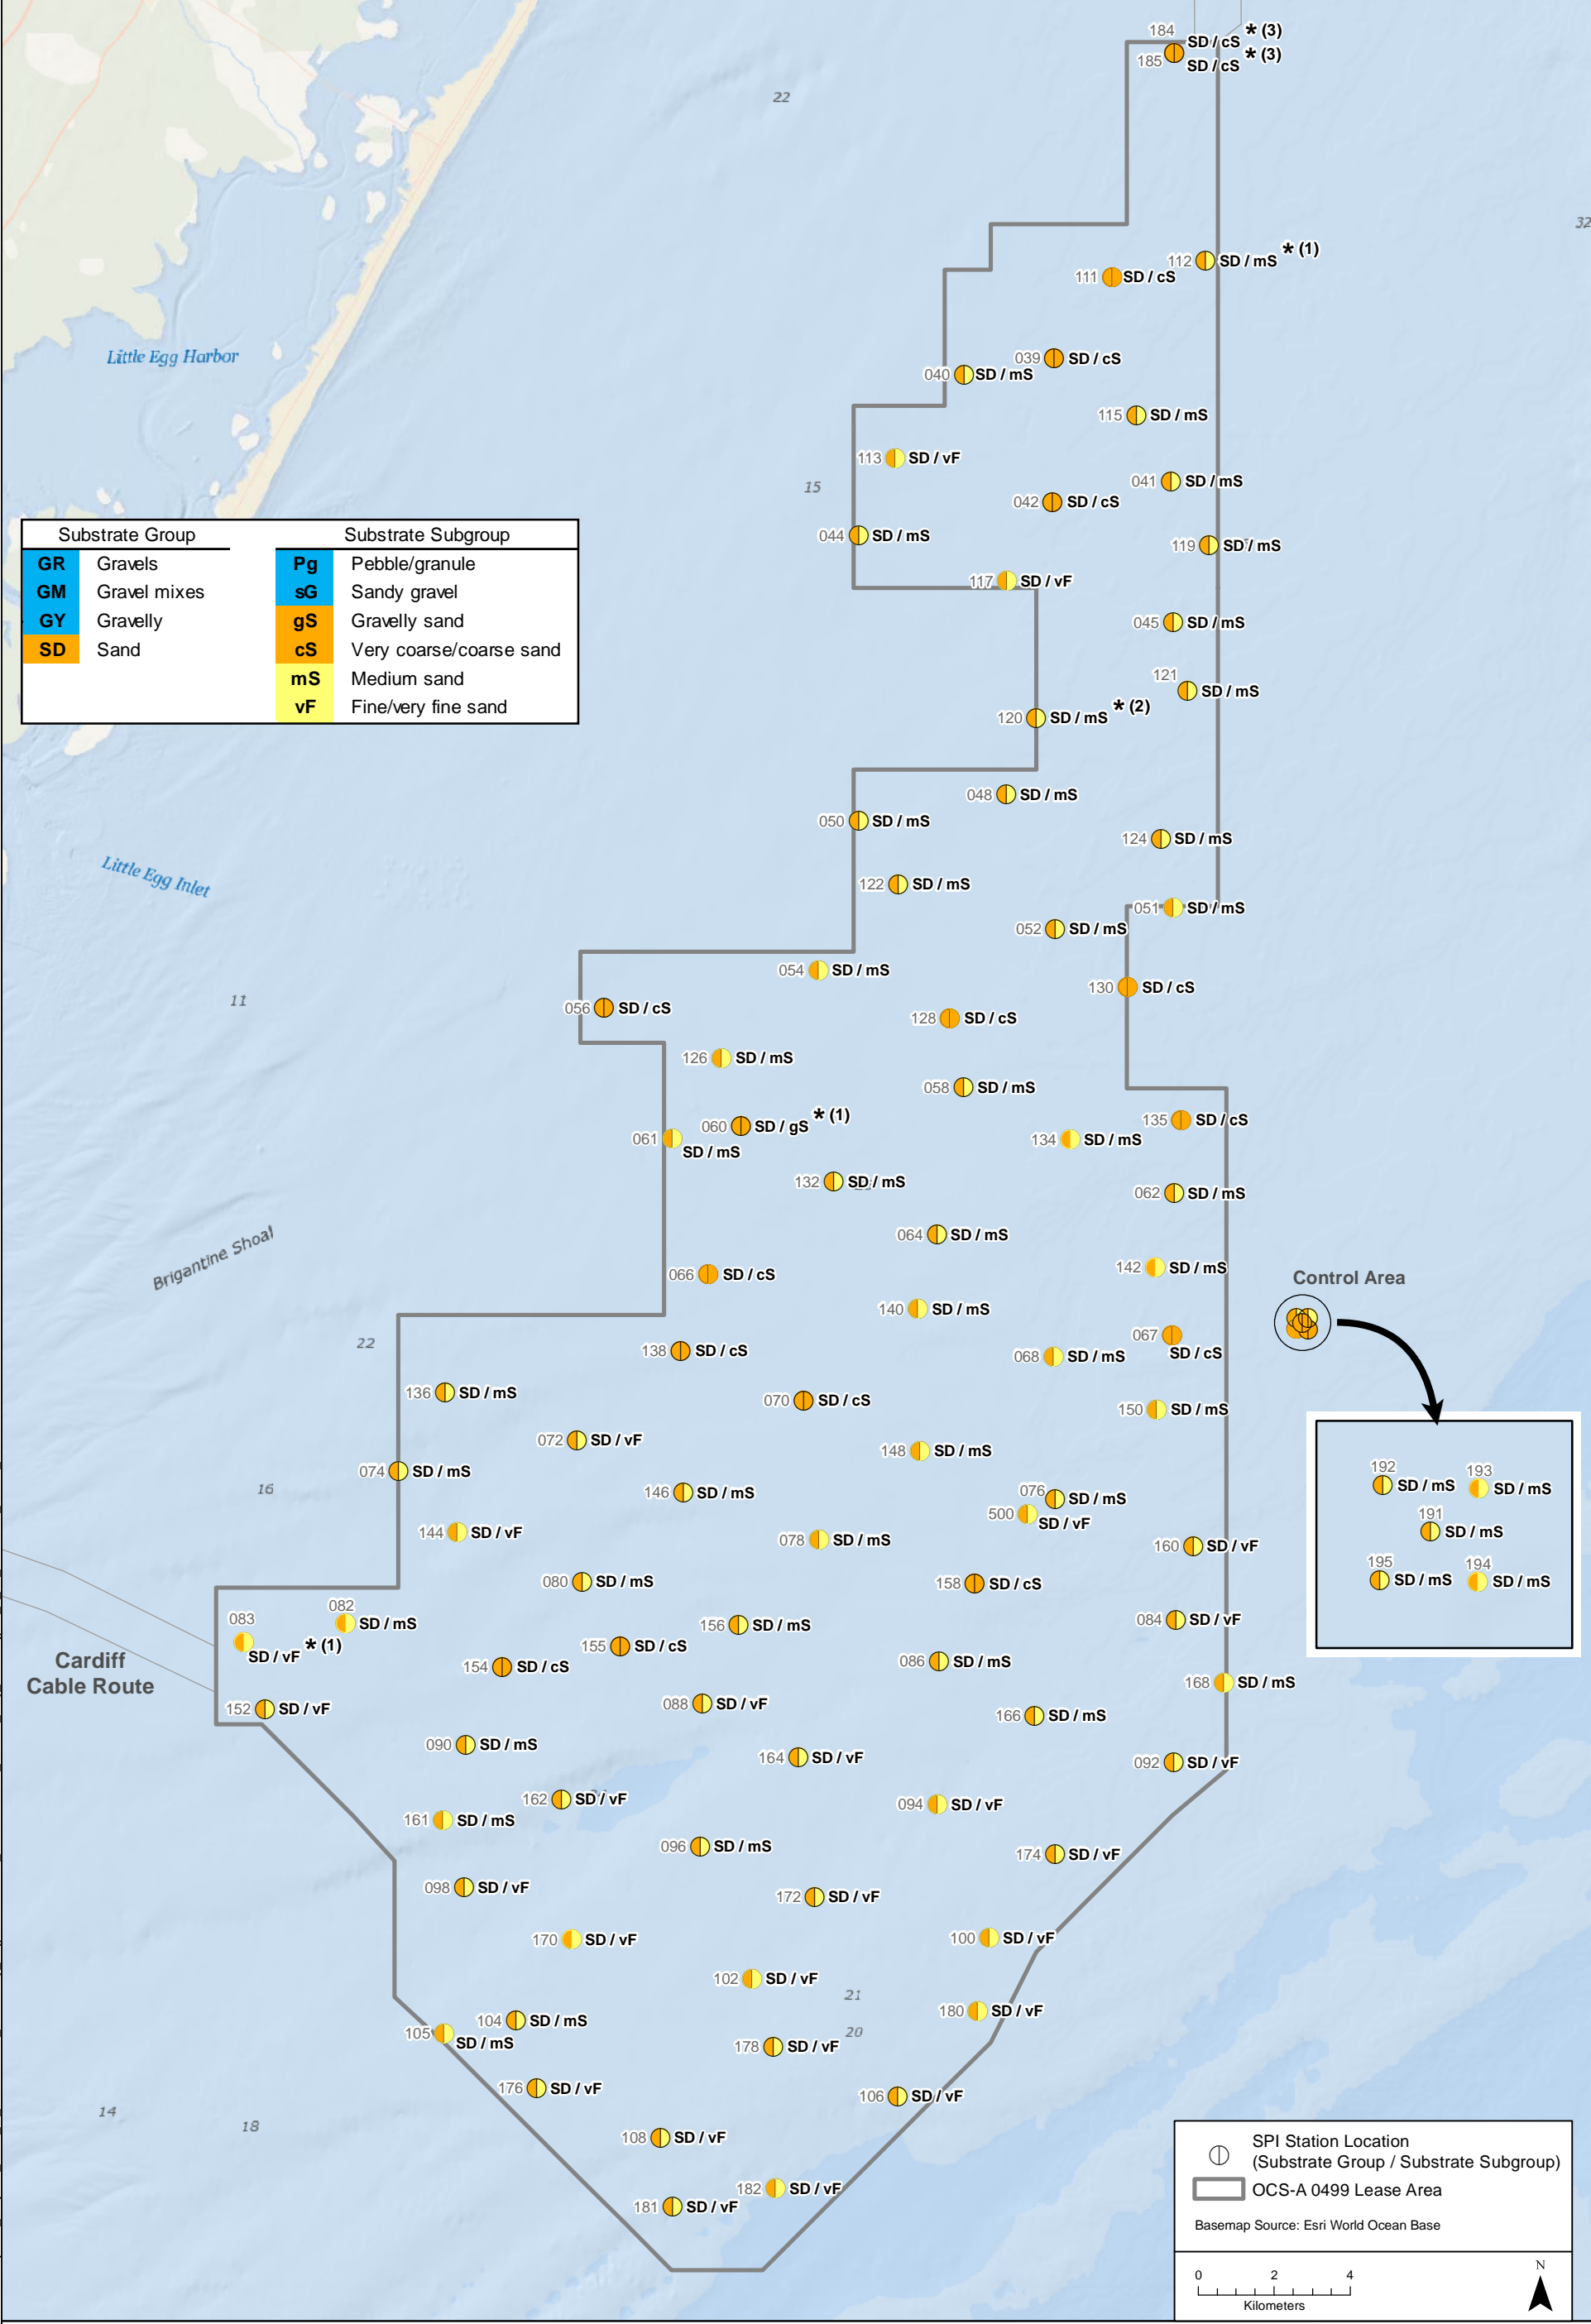 184 SD / cS * (3)
185 SD / cS * (3)
22
32
112 SD / mS * (1)
111 SD / cS
Little Egg Harbor
039 SD / cS
040 SD / mS
115 SD / mS
113 SD / vF
15
041 SD / mS
042 SD / cS
044 SD / mS
119 SD / mS
117 SD / vF
Substrate Group Substrate Subgroup
GR Gravels Pg Pebble/granule
GM Gravel mixes sG Sandy gravel
GY Gravelly gS Gravelly sand
SD Sand cS Very coarse/coarse sand
mS Medium sand
vF Fine/very fine sand
045 SD / mS
121 SD / mS
120 SD / mS * (2)
048 SD / mS
050 SD / mS
124 SD / mS
Little Egg Inlet
122 SD / mS
051 SD / mS
052 SD / mS
054 SD / mS
130 SD / cS
11
056 SD / cS
128 SD / cS
126 SD / mS
058 SD / mS
060 SD / gS * (1)
135 SD / cS
061 SD / mS
134 SD / mS
132 SD / mS
062 SD / mS
064 SD / mS
Brigantine Shoal
066 SD / cS
142 SD / mS
Control Area
140 SD / mS
067 SD / cS
22
138 SD / cS
068 SD / mS
136 SD / mS
070 SD / cS
150 SD / mS
072 SD / vF
148 SD / mS
074 SD / mS
16
146 SD / mS
076 SD / mS
500 SD / vF
192 SD / mS
193 SD / mS
191 SD / mS
195 SD / mS
194 SD / mS
144 SD / vF
078 SD / mS
160 SD / vF
080 SD / mS
158 SD / cS
082 SD / mS
083 SD / vF * (1)
084 SD / vF
156 SD / mS
155 SD / cS
Cardiff
Cable Route
154 SD / cS
086 SD / mS
168 SD / mS
088 SD / vF
152 SD / vF
166 SD / mS
090 SD / mS
164 SD / vF
092 SD / vF
162 SD / vF
094 SD / vF
161 SD / mS
096 SD / mS
174 SD / vF
098 SD / vF
172 SD / vF
170 SD / vF
100 SD / vF
102 SD / vF
21
180 SD / vF
104 SD / mS
105 SD / mS
20
178 SD / vF
176 SD / vF
106 SD / vF
14
18
108 SD / vF
182 SD / vF
181 SD / vF
SPI Station Location
(Substrate Group / Substrate Subgroup)
OCS-A 0499 Lease Area
Basemap Source: Esri World Ocean Base
0 2 4
Kilometers
N